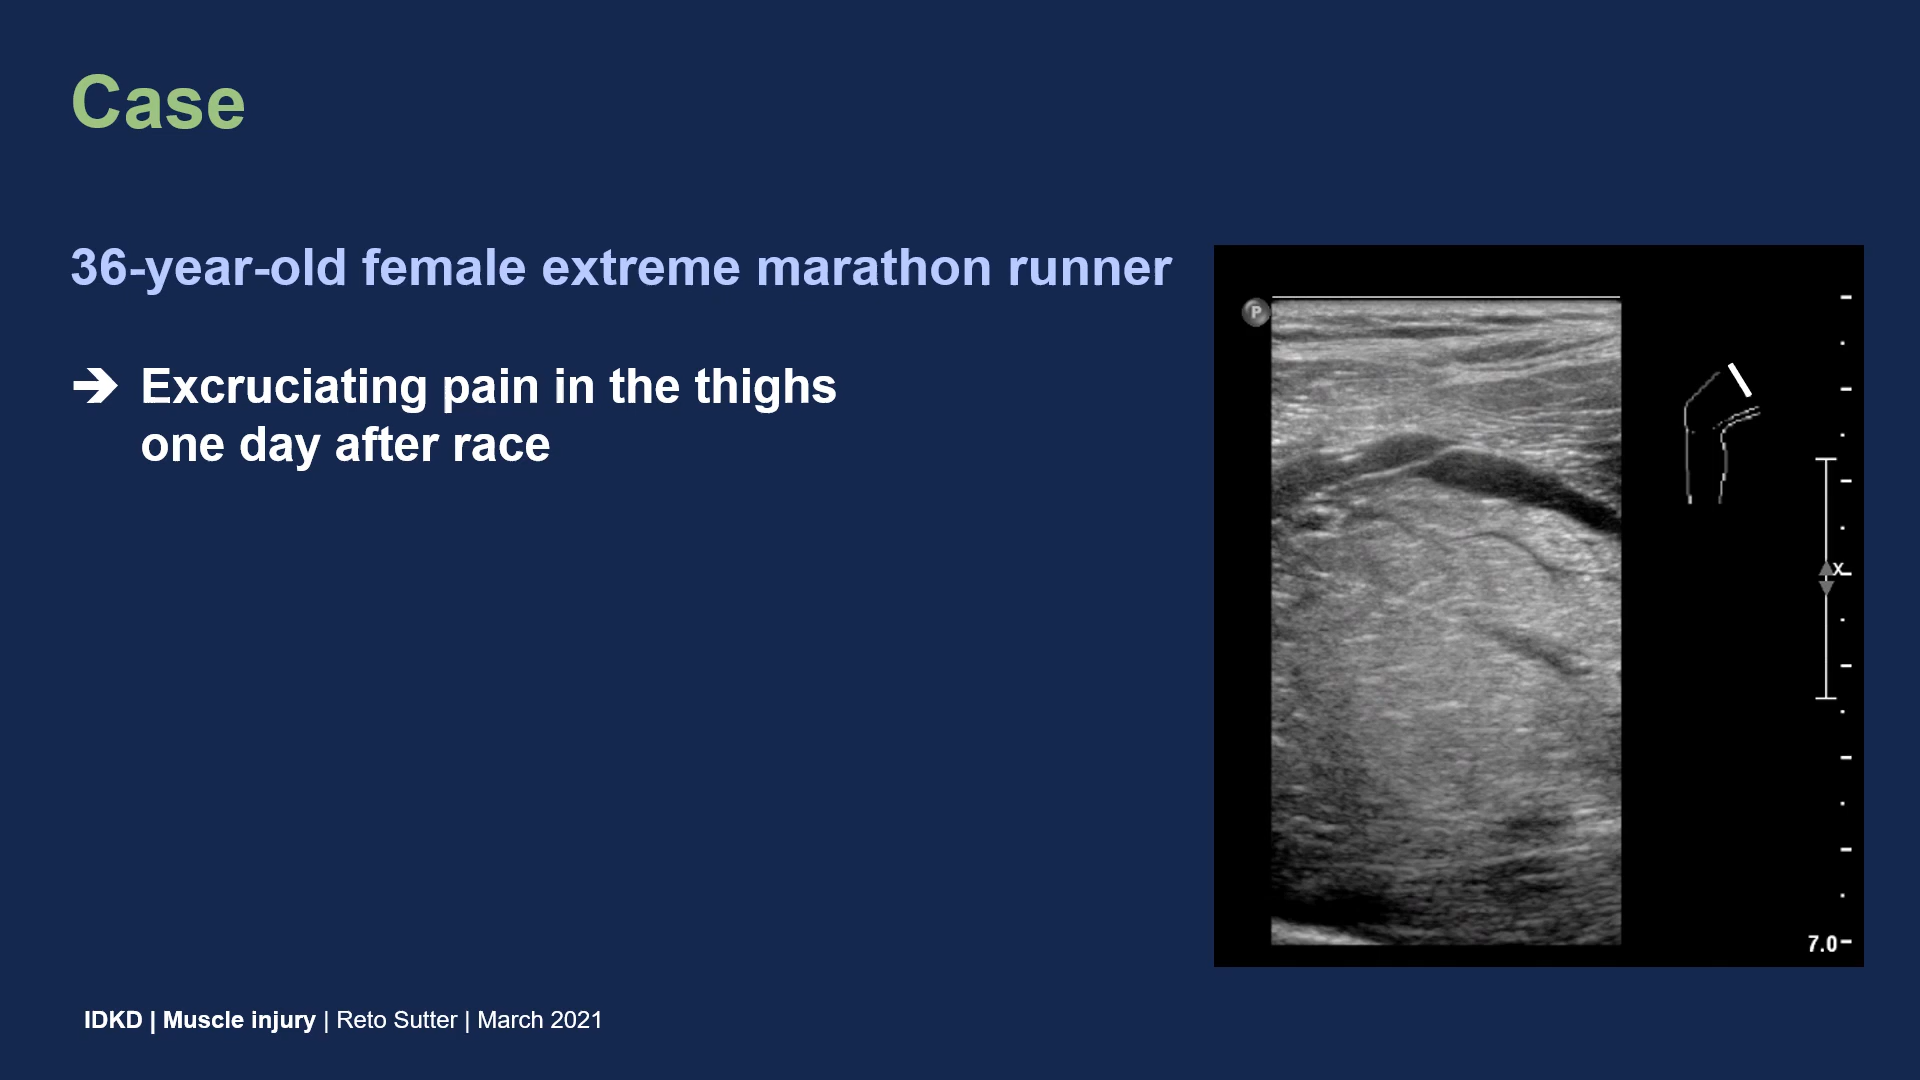 Case
36-year-old female extreme marathon runner
➔ Excruciating pain in the thighs
one day after race
P
x
7.0
IDKD | Muscle injury | Reto Sutter | March 2021